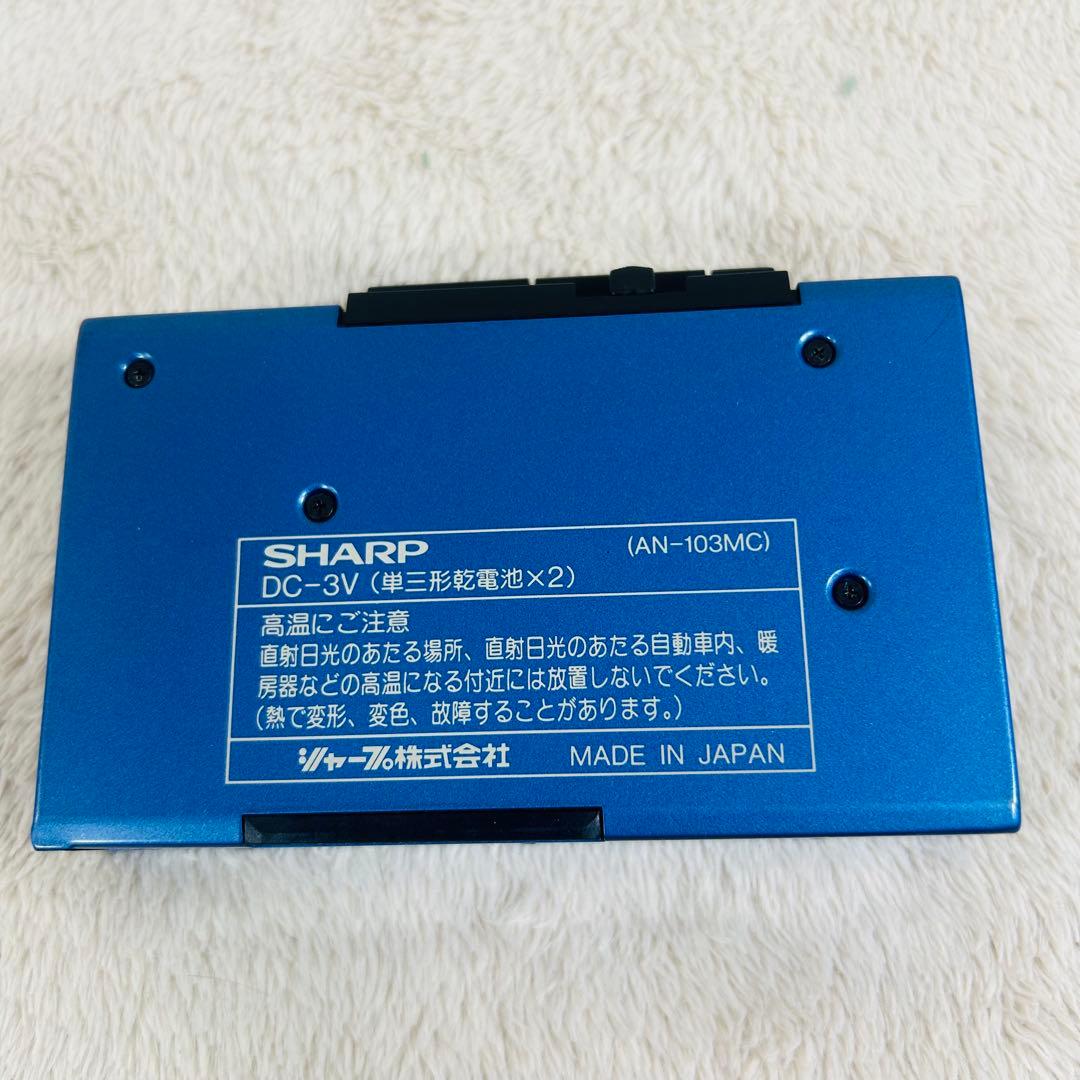 SHARP (AN-103MC)
DC-3V(単三形乾電池×2)
高温にご注意
直射日光のあたる場所、直射日光のあたる自動車内、暖
房器などの高温になる付近には放置しないでください。
(熱で変形、変色、故障することがあります。)
シャープ株式会社 MADE IN JAPAN